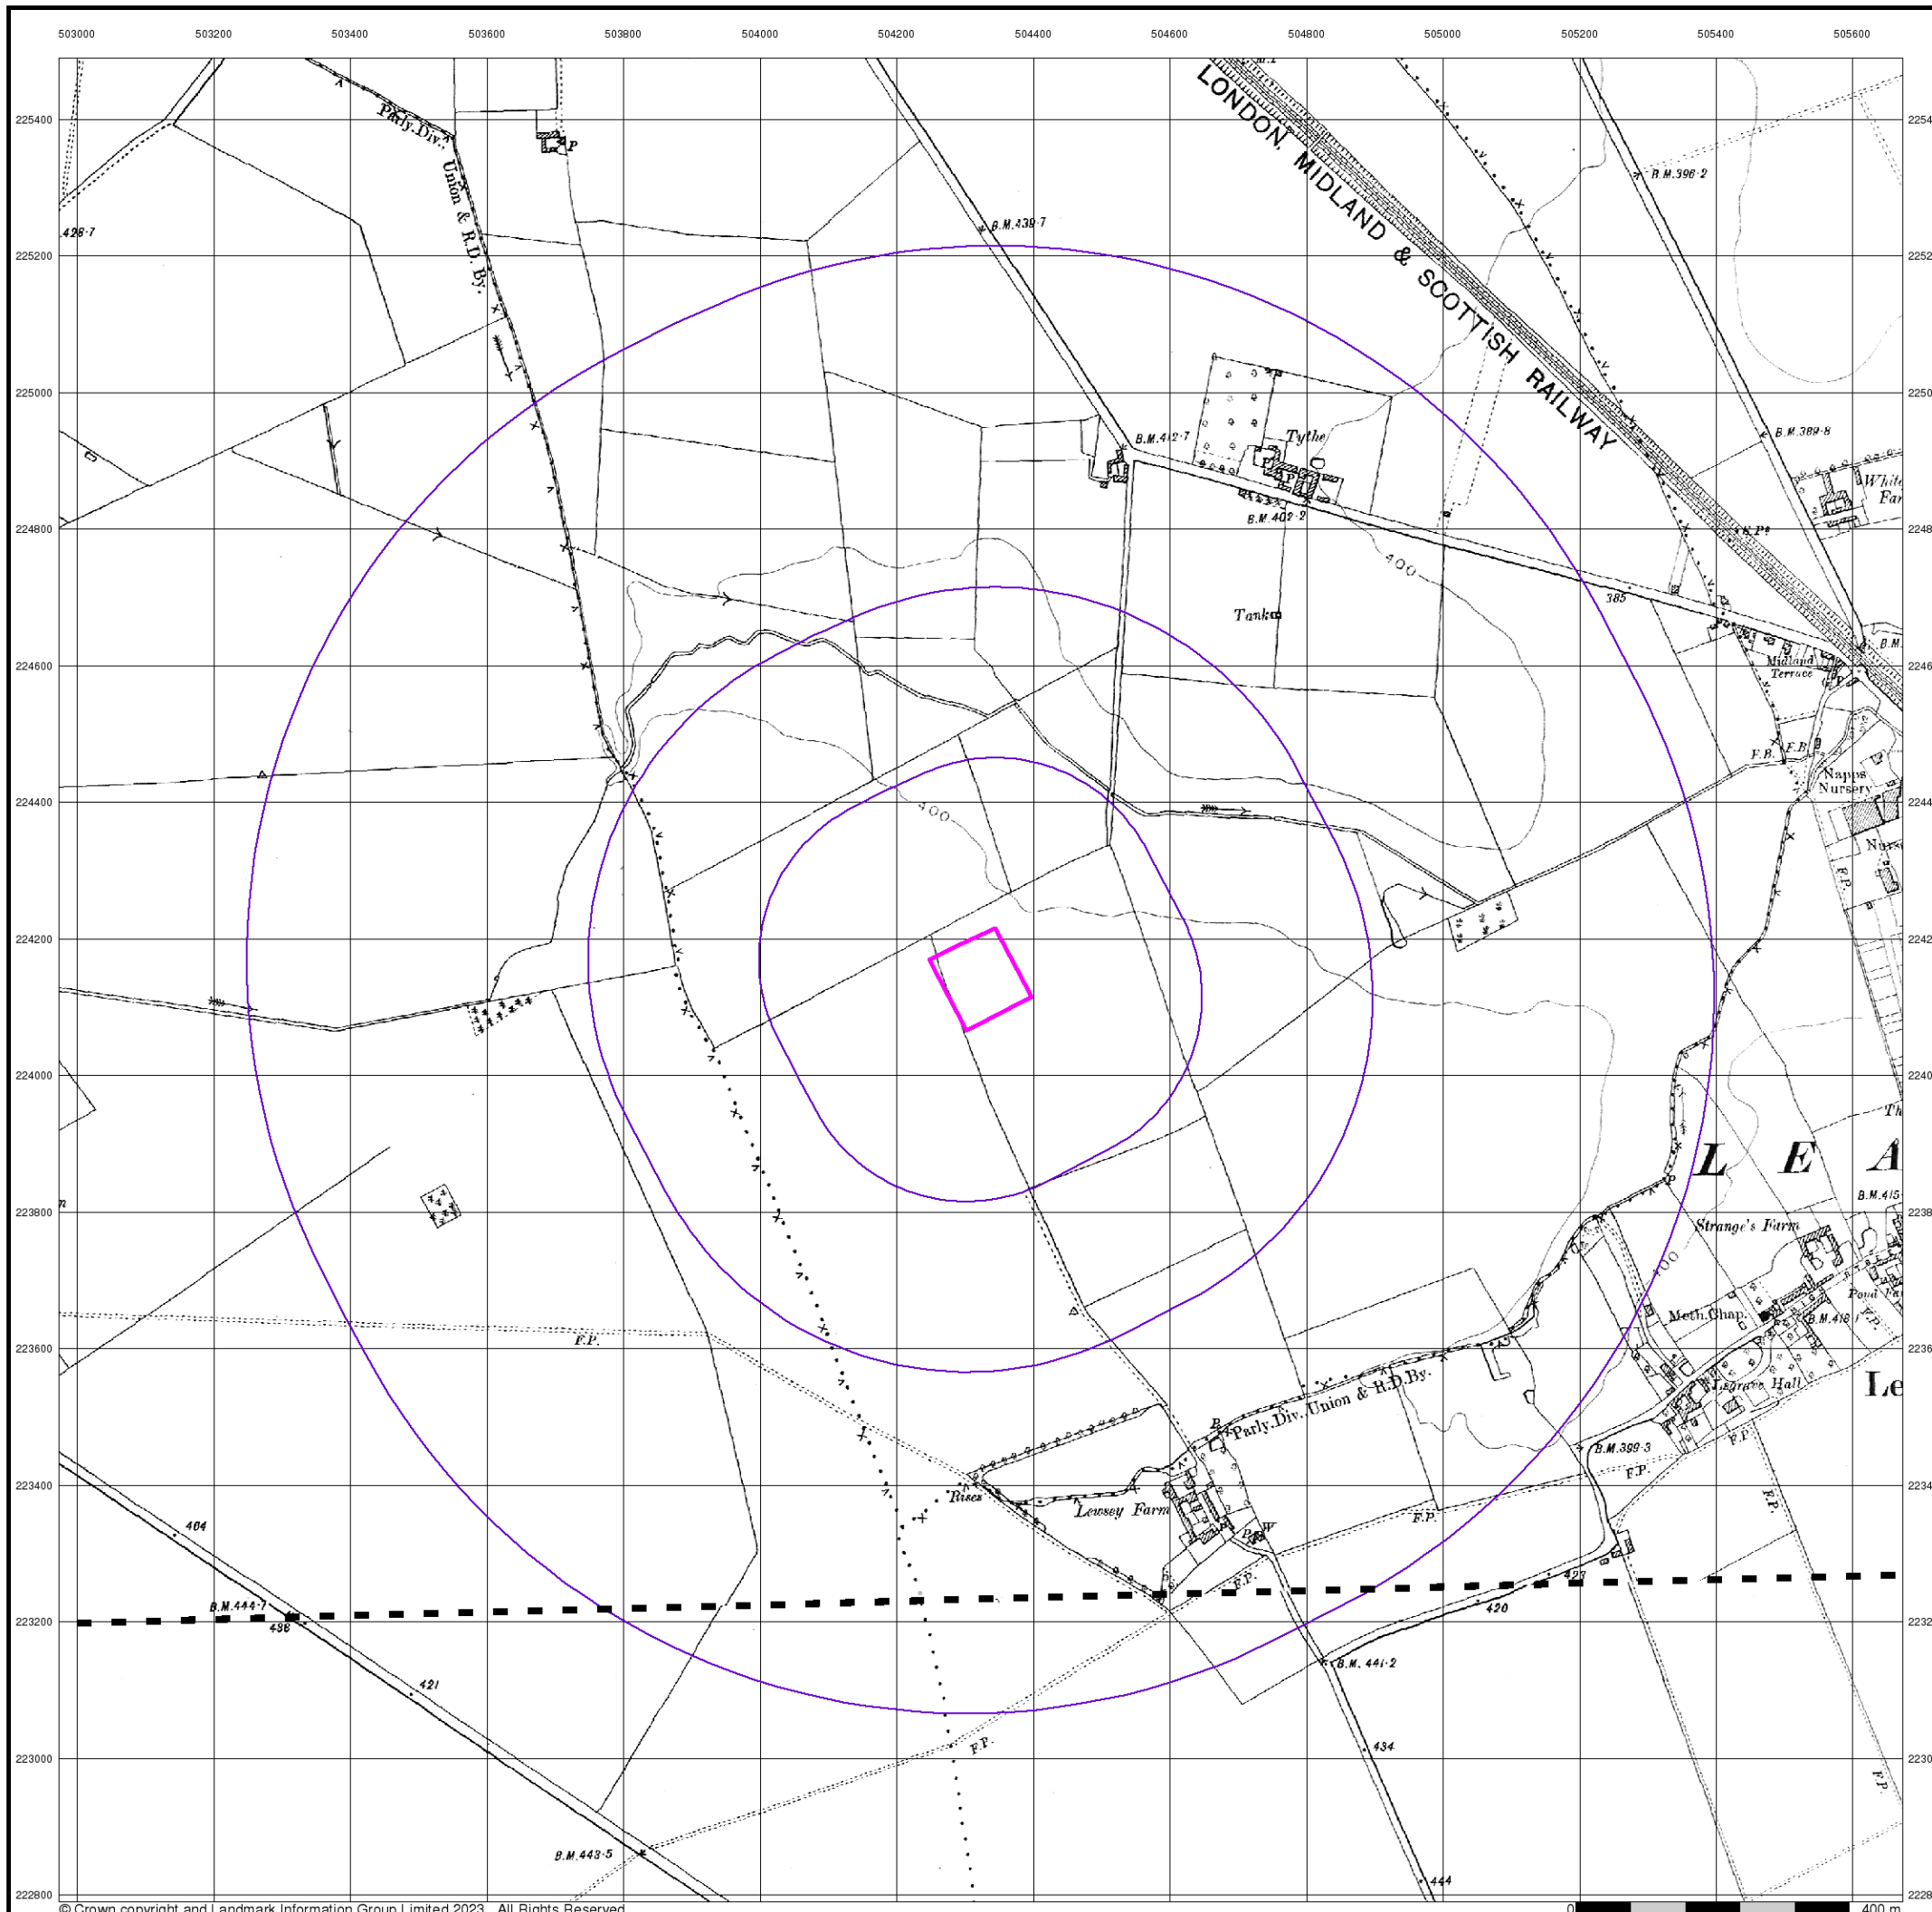 503000 503200 503400 503600 503800 504000 504200 504400 504600 504800 505000 505200 505400 505600
225400
225200
225000
224800
224600
224400
224200
224000
223800
223600
223400
223200
223000
222800
Parly. Div.,
Union & R.D. By.
P
.428·7
B.M.439·7
LONDON, MIDLAND & SCOTTISH RAILWAY
B.M.396·2
B.M.389·8
B.M.412·7
Tythe
P
P
B.M.402·2
400
S.Ps
385
Tank
Midland
Terrace
P
B.M.
F.B.
F.B.
Napps
Nursery
F.P.
400
L E A
B.M.415·
Strange's Farm
400
Meth. Chap.
B.M.418·1
F.P.
Legrave Hall
Le
F.P.
Parly. Div. Union & R.D. By.
B.M.399·3
F.P.
F.P.
F.P.
F.P.
Rises
Lewsey Farm
P
W
F.P.
404
B.M.444·7
421
427
420
B.M. 441·2
F.P.
434
F.P.
B.M.443·5
444
© Crown copyright and Landmark Information Group Limited 2023. All Rights Reserved.
0 400 m